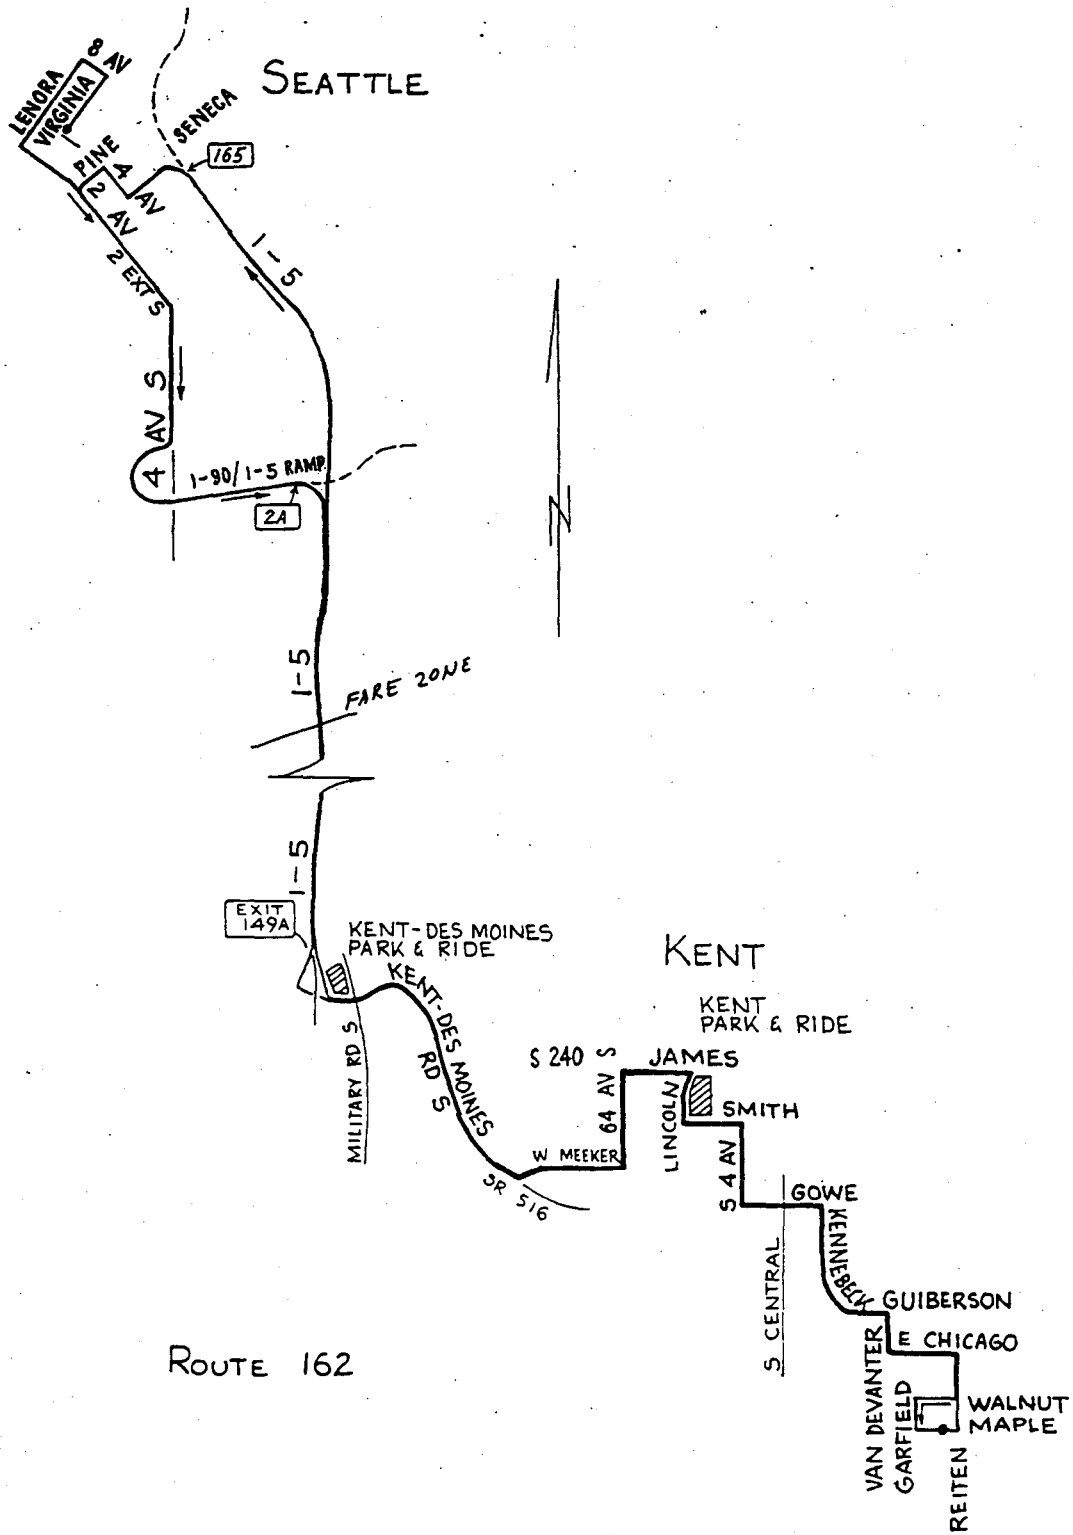 SEATTLE
8 AV
LENORA
VIRGINIA
SENECA
PINE
165
4 AV
2 AV
I-5
2 EXT S
4 AV S
I-90/I-5 RAMP
2A
N
I-5
FARE ZONE
I-5
EXIT
149A
KENT-DES MOINES
PARK & RIDE
KENT
KENT
PARK & RIDE
KENT-DES MOINES
RD S
MILITARY RD S
S 240
64 AV S
JAMES
LINCOLN
SMITH
W MEEKER
SR 516
S 4 AV
GOWE
KENNEBECK
S CENTRAL
GUIBERSON
E CHICAGO
VAN DEVANTER
GARFIELD
WALNUT
MAPLE
REITEN
ROUTE 162